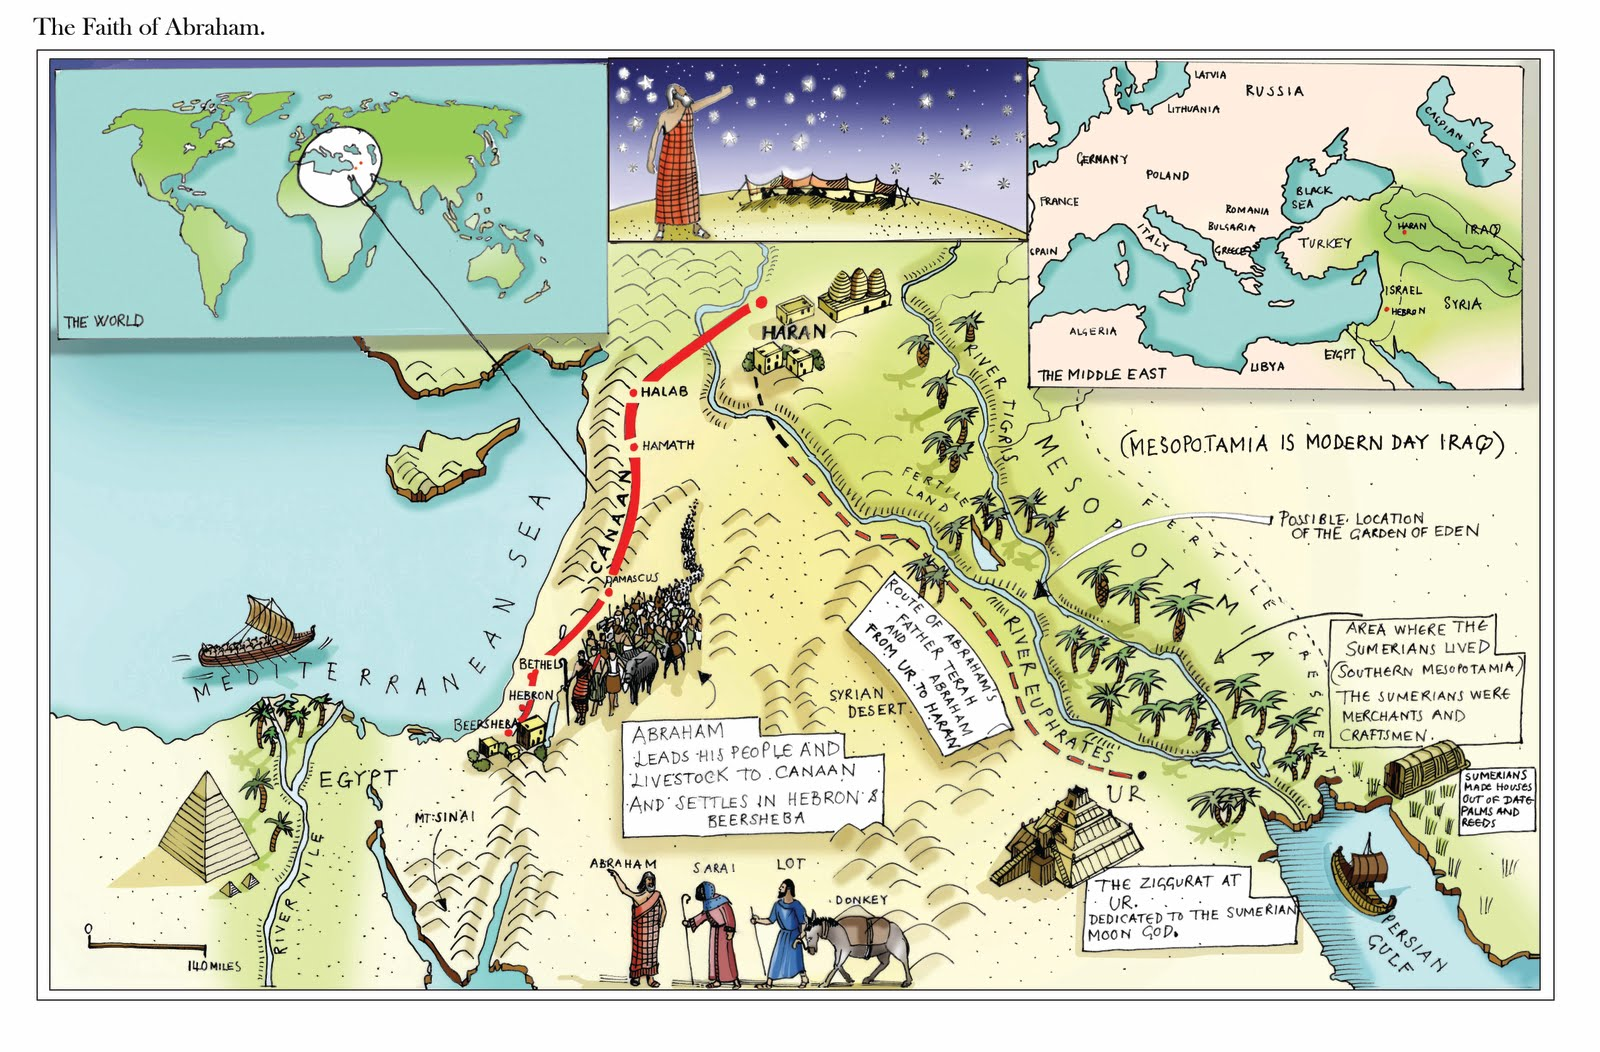 The Faith of Abraham.
THE WORLD
LATVIA
LITHUANIA
RUSSIA
CASPIAN SEA
GERMANY
POLAND
FRANCE
BLACK
SEA
ROMANIA
BULGARIA
ITALY
GREECE
TURKEY
SPAIN
HARAN
IRAQ
ISRAEL
HEBRON
SYRIA
ALGERIA
LIBYA
EYGPT
THE MIDDLE EAST
HARAN
HALAB
HAMATH
CANAAN
DAMASCUS
BETHEL
HEBRON
BEERSHEBA
MEDITERRANEAN SEA
RIVER TIGRIS
MESOPOTAMIA
(MESOPOTAMIA IS MODERN DAY IRAQ)
FERTILE
LAND
FERTILE CRESCENT
POSSIBLE LOCATION
OF THE GARDEN OF EDEN
ROUTE OF ABRAHAM'S
FATHER TERAH
AND ABRAHAM
FROM UR TO HARAN
RIVER EUPHRATES
AREA WHERE THE
SUMERIANS LIVED
(SOUTHERN MESOPOTAMIA)
THE SUMERIANS WERE
MERCHANTS AND
CRAFTSMEN.
SYRIAN
DESERT
ABRAHAM
LEADS HIS PEOPLE AND
LIVESTOCK TO CANAAN
AND SETTLES IN HEBRON &
BEERSHEBA
SUMERIANS
MADE HOUSES
OUT OF DATE
PALMS AND
REEDS
UR
EGYPT
MT. SINAI
RIVER NILE
ABRAHAM
SARAI
LOT
DONKEY
THE ZIGGURAT AT
UR.
DEDICATED TO THE SUMERIAN
MOON GOD.
PERSIAN
GULF
0
140 MILES